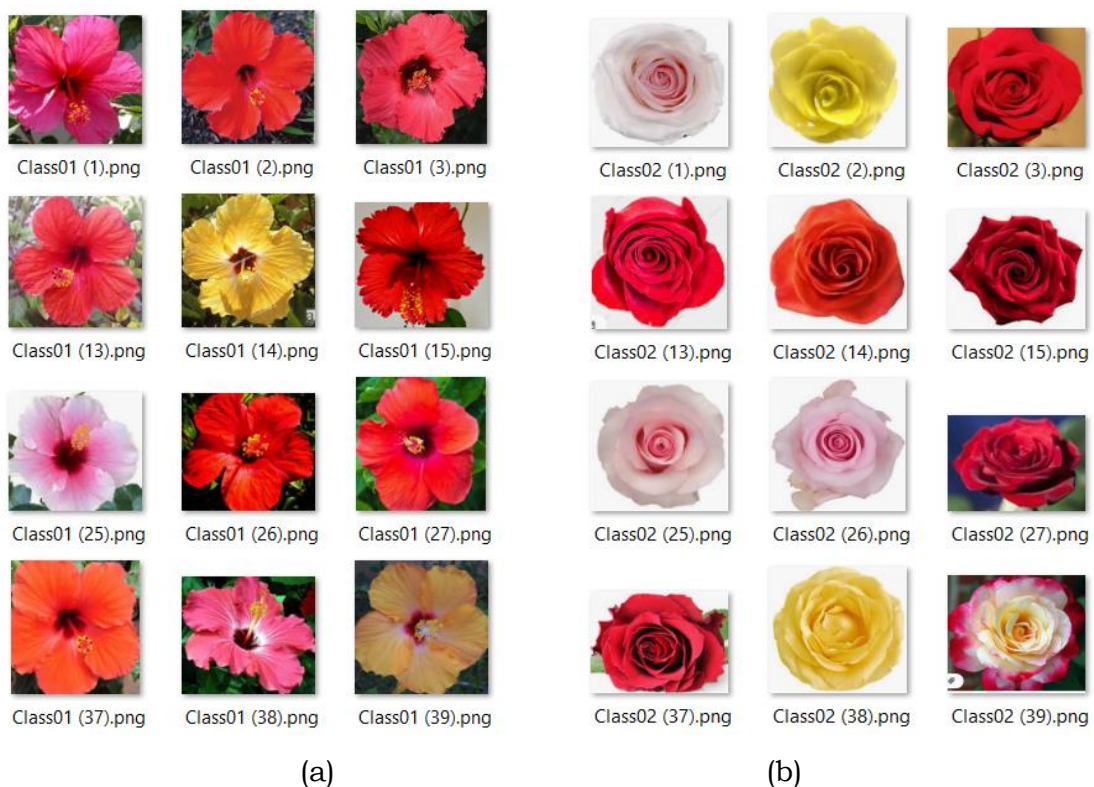 Class01 (1).png Class01 (2).png Class01 (3).png Class02 (1).png Class02 (2).png Class02 (3).png
Class01 (13).png Class01 (14).png Class01 (15).png Class02 (13).png Class02 (14).png Class02 (15).png
Class01 (25).png Class01 (26).png Class01 (27).png Class02 (25).png Class02 (26).png Class02 (27).png
Class01 (37).png Class01 (38).png Class01 (39).png Class02 (37).png Class02 (38).png Class02 (39).png
(a) (b)